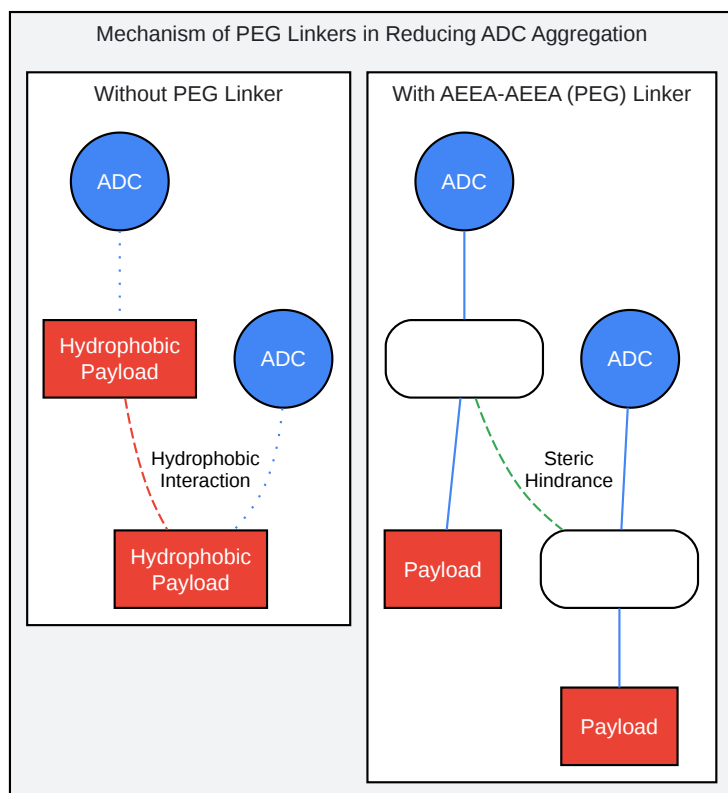 Mechanism of PEG Linkers in Reducing ADC Aggregation
Without PEG Linker
ADC
Hydrophobic
Payload
ADC
Hydrophobic
Interaction
Hydrophobic
Payload
With AEEA-AEEA (PEG) Linker
ADC
ADC
Steric
Hindrance
Payload
Payload